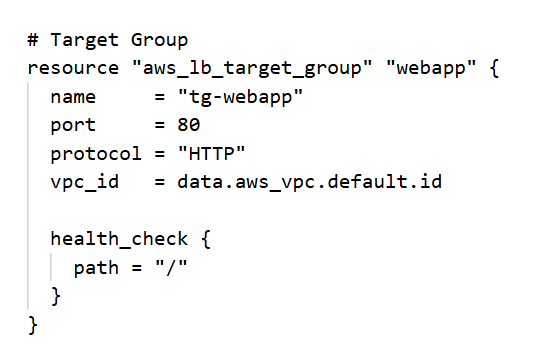 # Target Group
resource "aws_lb_target_group" "webapp" {
  name     = "tg-webapp"
  port     = 80
  protocol = "HTTP"
  vpc_id   = data.aws_vpc.default.id

  health_check {
    path = "/"
  }
}